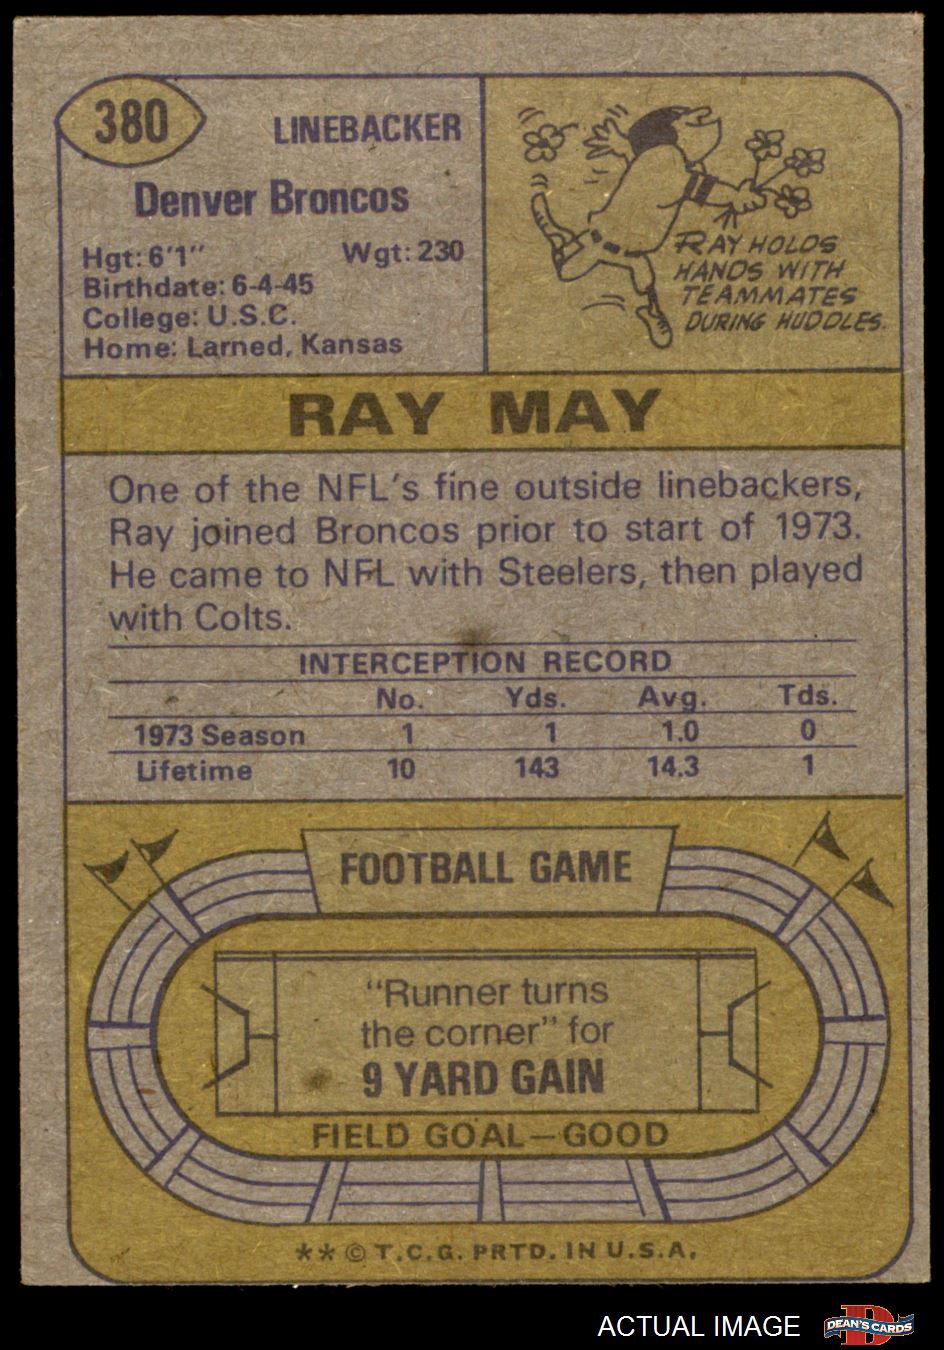 380
LINEBACKER
Denver Broncos
Hgt: 6'1" Wgt: 230
Birthdate: 6-4-45
College: U.S.C.
Home: Larned, Kansas
RAY HOLDS
HANDS WITH
TEAMMATES
DURING HUDDLES.
RAY MAY
One of the NFL's fine outside linebackers,
Ray joined Broncos prior to start of 1973.
He came to NFL with Steelers, then played
with Colts.
INTERCEPTION RECORD
No. Yds. Avg. Tds.
1973 Season 1 1 1.0 0
Lifetime 10 143 14.3 1
FOOTBALL GAME
"Runner turns
the corner" for
9 YARD GAIN
FIELD GOAL—GOOD
** © T.C.G. PRTD. IN U.S.A.
ACTUAL IMAGE
DEAN'S CARDS